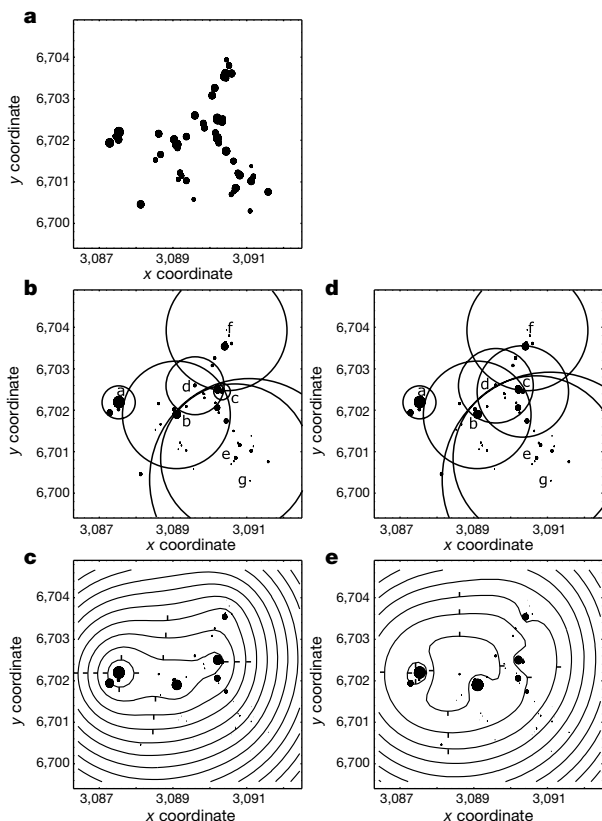 a
6,704
6,703
6,702
6,701
6,700
y coordinate
3,087 3,089 3,091
x coordinate
b
6,704
6,703
6,702
6,701
6,700
y coordinate
a
b
c
d
e
f
g
3,087 3,089 3,091
x coordinate
d
6,704
6,703
6,702
6,701
6,700
y coordinate
a
b
c
d
e
f
g
3,087 3,089 3,091
x coordinate
c
6,704
6,703
6,702
6,701
6,700
y coordinate
3,087 3,089 3,091
x coordinate
e
6,704
6,703
6,702
6,701
6,700
y coordinate
3,087 3,089 3,091
x coordinate